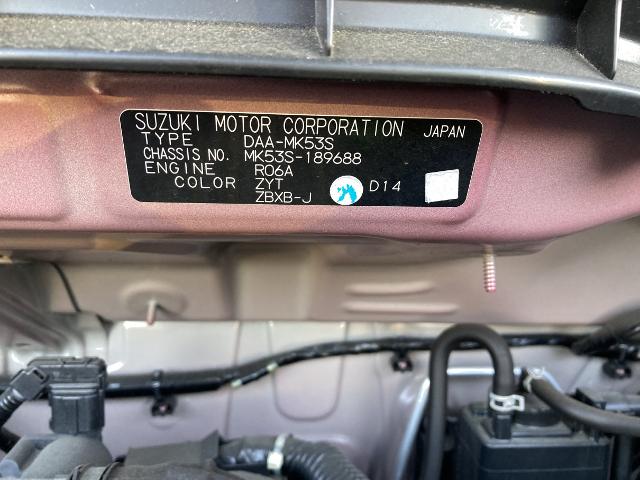 SUZUKI MOTOR CORPORATION JAPAN
TYPE DAA-MK53S
CHASSIS NO. MK53S-189688
ENGINE R06A
COLOR ZYT D14
ZBXB-J